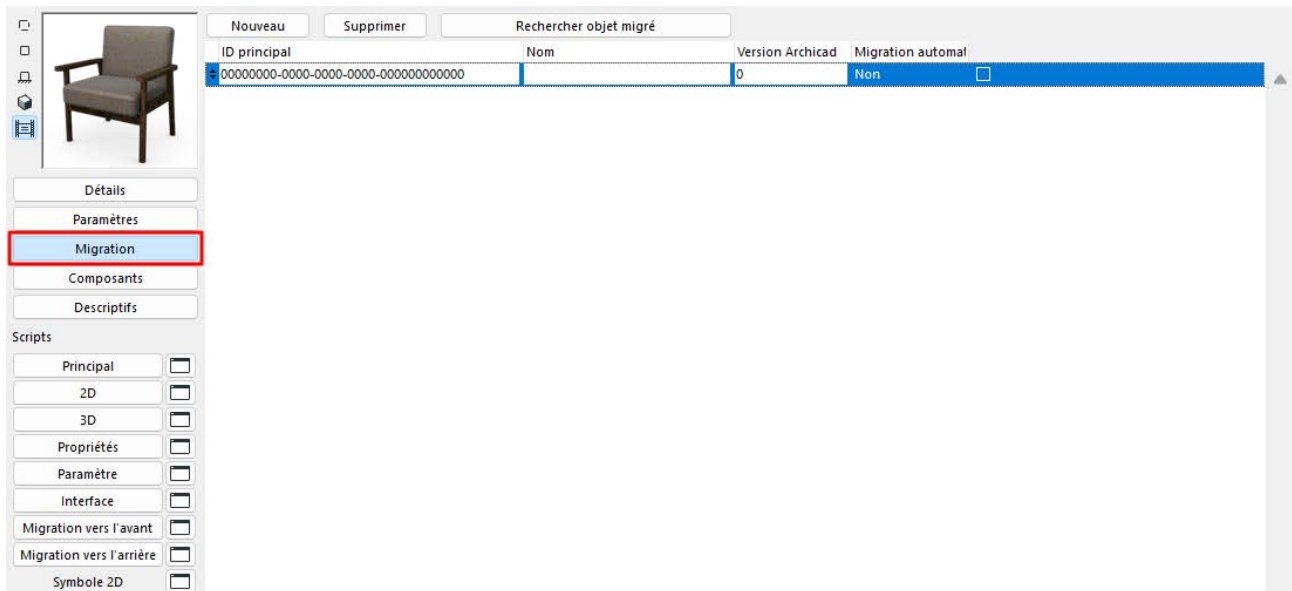 Nouveau Supprimer Rechercher objet migré
ID principal Nom Version Archicad Migration automat
00000000-0000-0000-0000-000000000000 0 Non
Détails
Paramètres
Migration
Composants
Descriptifs
Scripts
Principal
2D
3D
Propriétés
Paramètre
Interface
Migration vers l'avant
Migration vers l'arrière
Symbole 2D